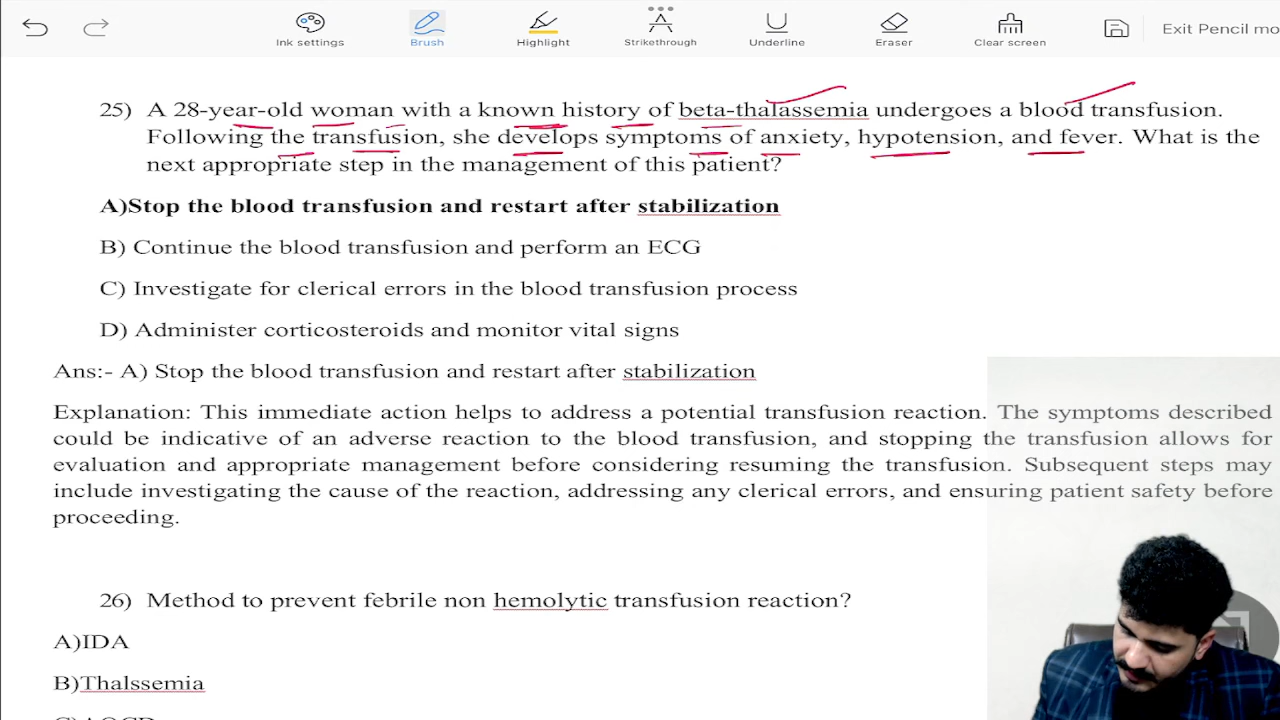 Ink settings
Brush
Highlight
Strikethrough
Underline
Eraser
Clear screen
Exit Pencil mo
25) A 28-year-old woman with a known history of beta-thalassemia undergoes a blood transfusion.
Following the transfusion, she develops symptoms of anxiety, hypotension, and fever. What is the
next appropriate step in the management of this patient?
A)Stop the blood transfusion and restart after stabilization
B) Continue the blood transfusion and perform an ECG
C) Investigate for clerical errors in the blood transfusion process
D) Administer corticosteroids and monitor vital signs
Ans:- A) Stop the blood transfusion and restart after stabilization
Explanation: This immediate action helps to address a potential transfusion reaction. The symptoms described
could be indicative of an adverse reaction to the blood transfusion, and stopping the transfusion allows for
evaluation and appropriate management before considering resuming the transfusion. Subsequent steps may
include investigating the cause of the reaction, addressing any clerical errors, and ensuring patient safety before
proceeding.
26) Method to prevent febrile non hemolytic transfusion reaction?
A)IDA
B)Thalssemia